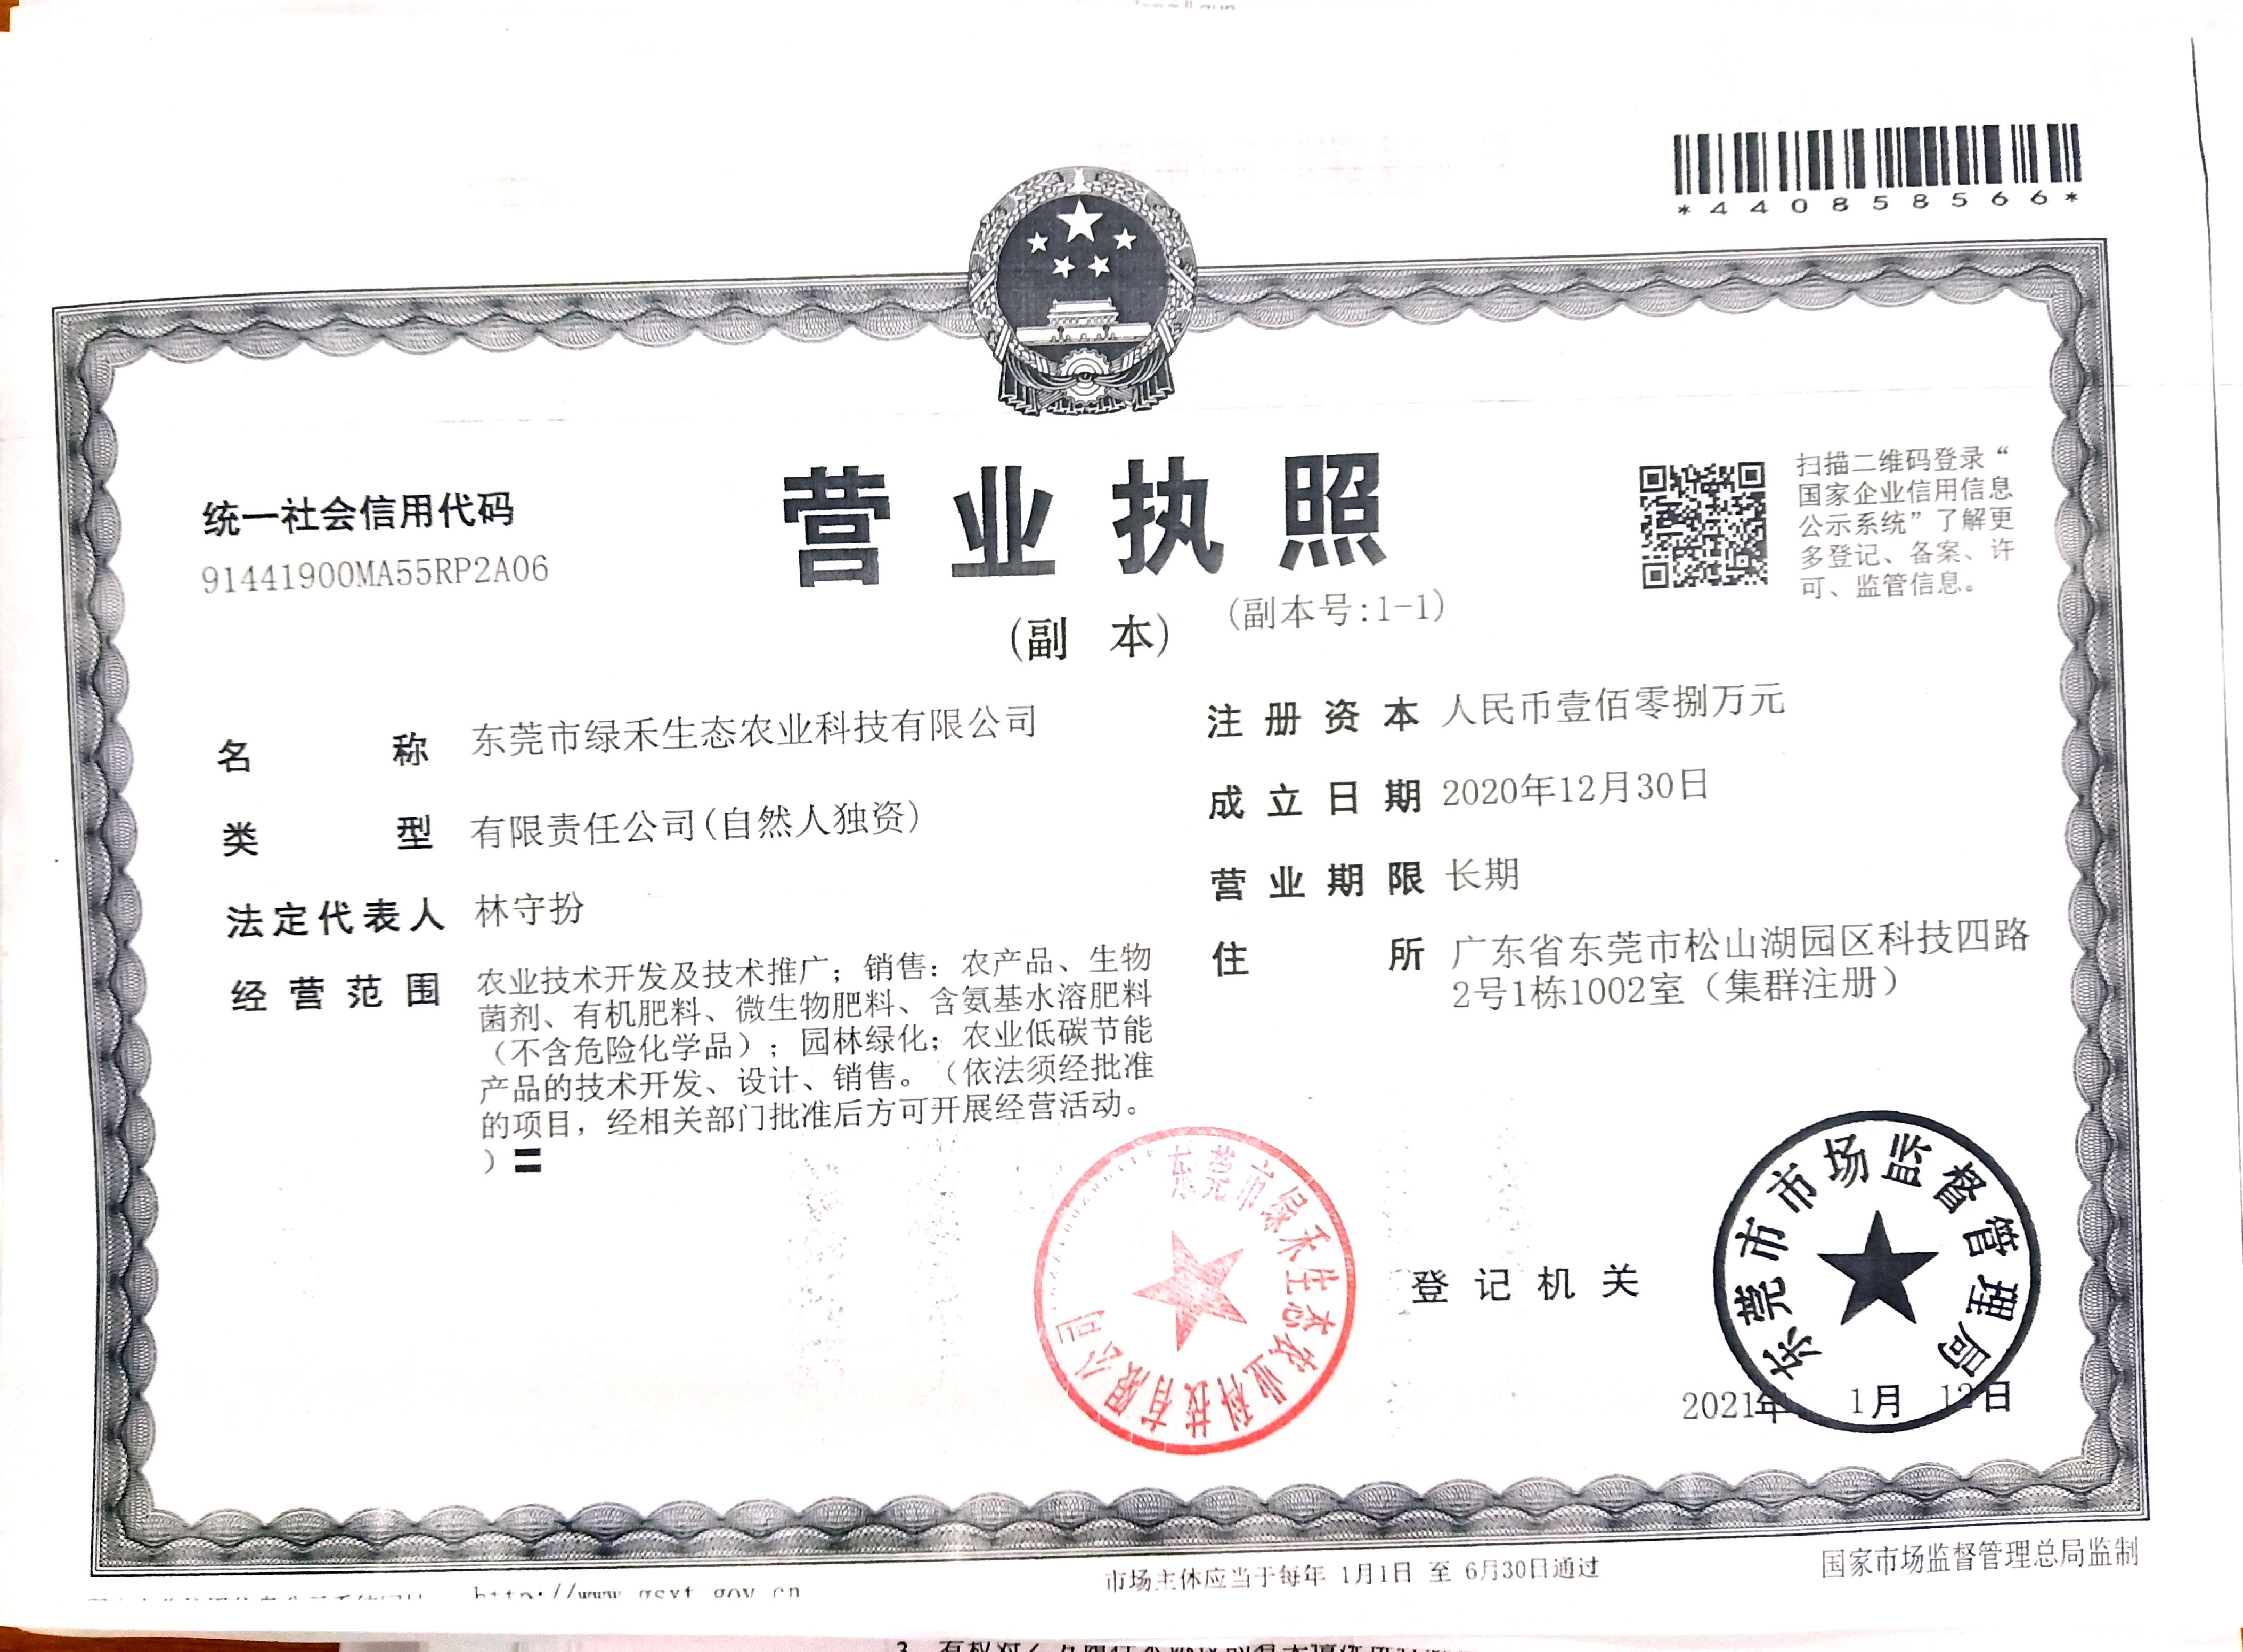 *440858566*
统一社会信用代码
91441900MA55RP2A06
营业执照
(副 本)
(副本号:1-1)
扫描二维码登录“
国家企业信用信息
公示系统”了解更
多登记、备案、许
可、监管信息。
名 称 东莞市绿禾生态农业科技有限公司
类 型 有限责任公司(自然人独资)
法定代表人 林守扮
经营范围 农业技术开发及技术推广；销售：农产品、生物
菌剂、有机肥料、微生物肥料、含氨基水溶肥料
（不含危险化学品）；园林绿化；农业低碳节能
产品的技术开发、设计、销售。（依法须经批准
的项目，经相关部门批准后方可开展经营活动。
）
注册资本 人民币壹佰零捌万元
成立日期 2020年12月30日
营业期限 长期
住 所 广东省东莞市松山湖园区科技四路
2号1栋1002室（集群注册）
东莞市绿禾生态农业科技有限公司
登记机关
东莞市市场监督管理局
2021年 1月 12日
http://www.gsxt.gov.cn
市场主体应当于每年 1月1日 至 6月30日通过
国家市场监督管理总局监制